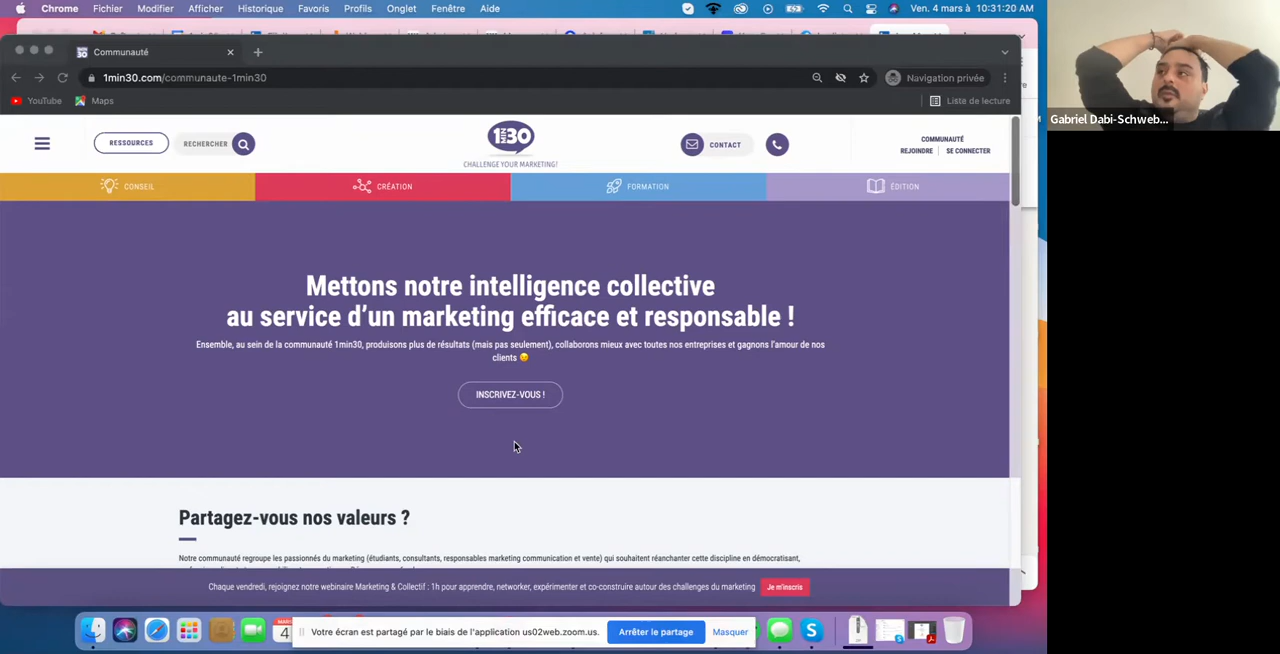 Chrome Fichier Modifier Afficher Historique Favoris Profils Onglet Fenêtre Aide Ven. 4 mars à 10:31:20 AM
Communauté
1min30.com/communaute-1min30 Navigation privée
YouTube Maps Liste de lecture
RESSOURCES RECHERCHER 1MIN30 CONTACT COMMUNAUTÉ
REJOINDRE SE CONNECTER
CHALLENGE YOUR MARKETING!
CONSEIL CRÉATION FORMATION ÉDITION
Mettons notre intelligence collective
au service d’un marketing efficace et responsable !
Ensemble, au sein de la communauté 1min30, produisons plus de résultats (mais pas seulement), collaborons mieux avec toutes nos entreprises et gagnons l’amour de nos
clients 😊
INSCRIVEZ-VOUS !
Partagez-vous nos valeurs ?
Notre communauté regroupe les passionnés du marketing (étudiants, consultants, responsables marketing communication et vente) qui souhaitent réenchanter cette discipline en démocratisant,
Chaque vendredi, rejoignez notre webinaire Marketing & Collectif : 1h pour apprendre, networker, expérimenter et co-construire autour des challenges du marketing Je m'inscris
MARS
4
Votre écran est partagé par le biais de l’application us02web.zoom.us. Arrêter le partage Masquer
Gabriel Dabi-Schweb...